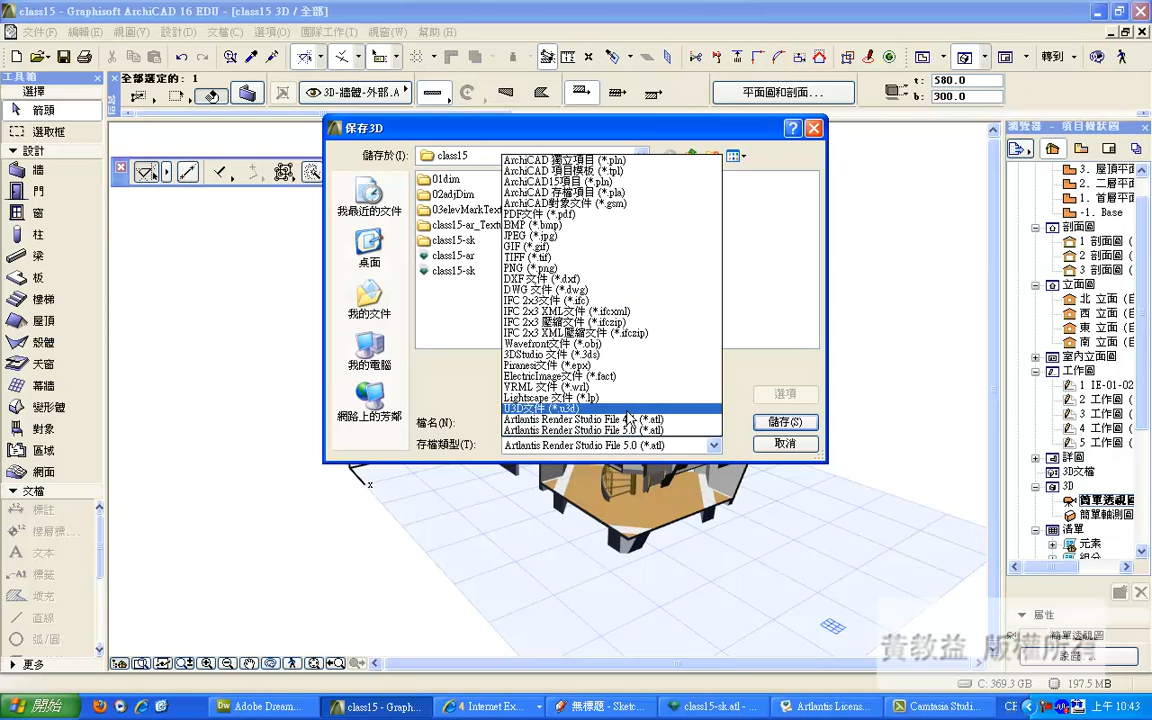 class15 - Graphisoft ArchiCAD 16 EDU - [class15 3D / 全部]
文件(F) 編輯(E) 視圖(V) 設計(D) 文檔(C) 選項(O) 團隊工作(T) 視窗(W) 幫助(H)
轉到
工具箱
選擇
箭頭
選取框
設計
牆
門
窗
柱
梁
板
樓梯
屋頂
殼體
天窗
幕牆
變形體
對象
區域
網面
文檔
標註
樓層標...
文本
標籤
填充
直線
弧/圓
更多
全部選定的: 1
3D-牆體-外部.A
平面圖和剖面...
t: 580.0
b: 300.0
保存3D
儲存於(I): class15
我最近的文件
桌面
我的文件
我的電腦
網路上的芳鄰
01dim
02adjDim
03elevMarkText
class15-ar_Textu
class15-sk
class15-ar
class15-sk
ArchiCAD 獨立項目 (*.pln)
ArchiCAD 項目模板 (*.tpl)
ArchiCAD15項目 (*.pln)
ArchiCAD 存檔項目 (*.pla)
ArchiCAD對象文件 (*.gsm)
PDF文件 (*.pdf)
BMP (*.bmp)
JPEG (*.jpg)
GIF (*.gif)
TIFF (*.tif)
PNG (*.png)
DXF 文件 (*.dxf)
DWG 文件 (*.dwg)
IFC 2x3文件 (*.ifc)
IFC 2x3 XML文件 (*.ifcxml)
IFC 2x3 壓縮文件 (*.ifczip)
IFC 2x3 XML壓縮文件 (*.ifczip)
Wavefront文件 (*.obj)
3DStudio 文件 (*.3ds)
Piranesi文件 (*.epx)
ElectricImage文件 (*.fact)
VRML 文件 (*.wrl)
Lightscape 文件 (*.lp)
U3D文件 (*.u3d)
Artlantis Render Studio File 4. (*.atl)
Artlantis Render Studio File 5.0 (*.atl)
檔名(N):
存檔類型(T): Artlantis Render Studio File 5.0 (*.atl)
選項
儲存(S)
取消
x
瀏覽器 - 項目樹狀圖
3. 屋頂平
2. 二層平
1. 首層平
-1. Base
剖面圖
1 剖面圖 (
2 剖面圖 (
3 剖面圖 (
立面圖
北 立面 (自
西 立面 (自
東 立面 (自
南 立面 (自
室內立面圖
工作圖
1 IE-01-02
2 工作圖 (
3 工作圖 (
4 工作圖 (
5 工作圖 (
詳圖
3D文檔
3D
簡單透視圖
簡單軸測圖
清單
元素
組分
屬性
簡單透視圖
黃教益 版權所有
C: 369.3 GB
197.5 MB
開始
Adobe Dream...
class15 - Graph...
4 Internet Ex...
無標題 - Sketc...
class15-sk.atl - ...
Artlantis Licens...
Camtasia Studi...
CH
上午 10:43